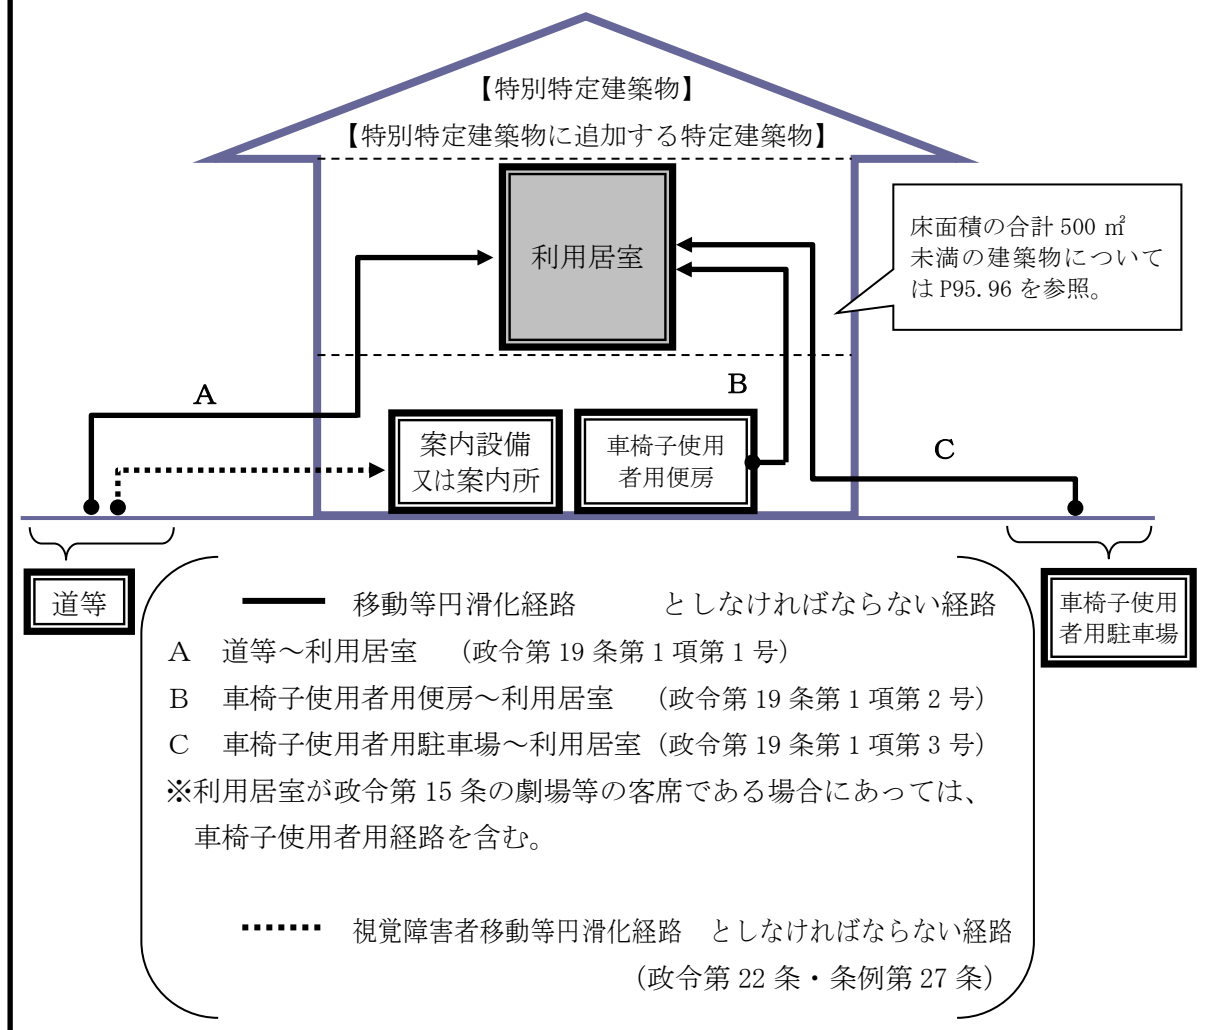 【特別特定建築物】
【特別特定建築物に追加する特定建築物】
利用居室
床面積の合計 500 ㎡
未満の建築物について
は P95.96 を参照。
A
B
C
案内設備
又は案内所
車椅子使用
者用便房
道等
車椅子使用
者用駐車場
移動等円滑化経路 としなければならない経路
A 道等～利用居室 （政令第 19 条第 1 項第 1 号）
B 車椅子使用者用便房～利用居室 （政令第 19 条第 1 項第 2 号）
C 車椅子使用者用駐車場～利用居室（政令第 19 条第 1 項第 3 号）
※利用居室が政令第 15 条の劇場等の客席である場合にあっては、
車椅子使用者用経路を含む。
視覚障害者移動等円滑化経路 としなければならない経路
（政令第 22 条・条例第 27 条）